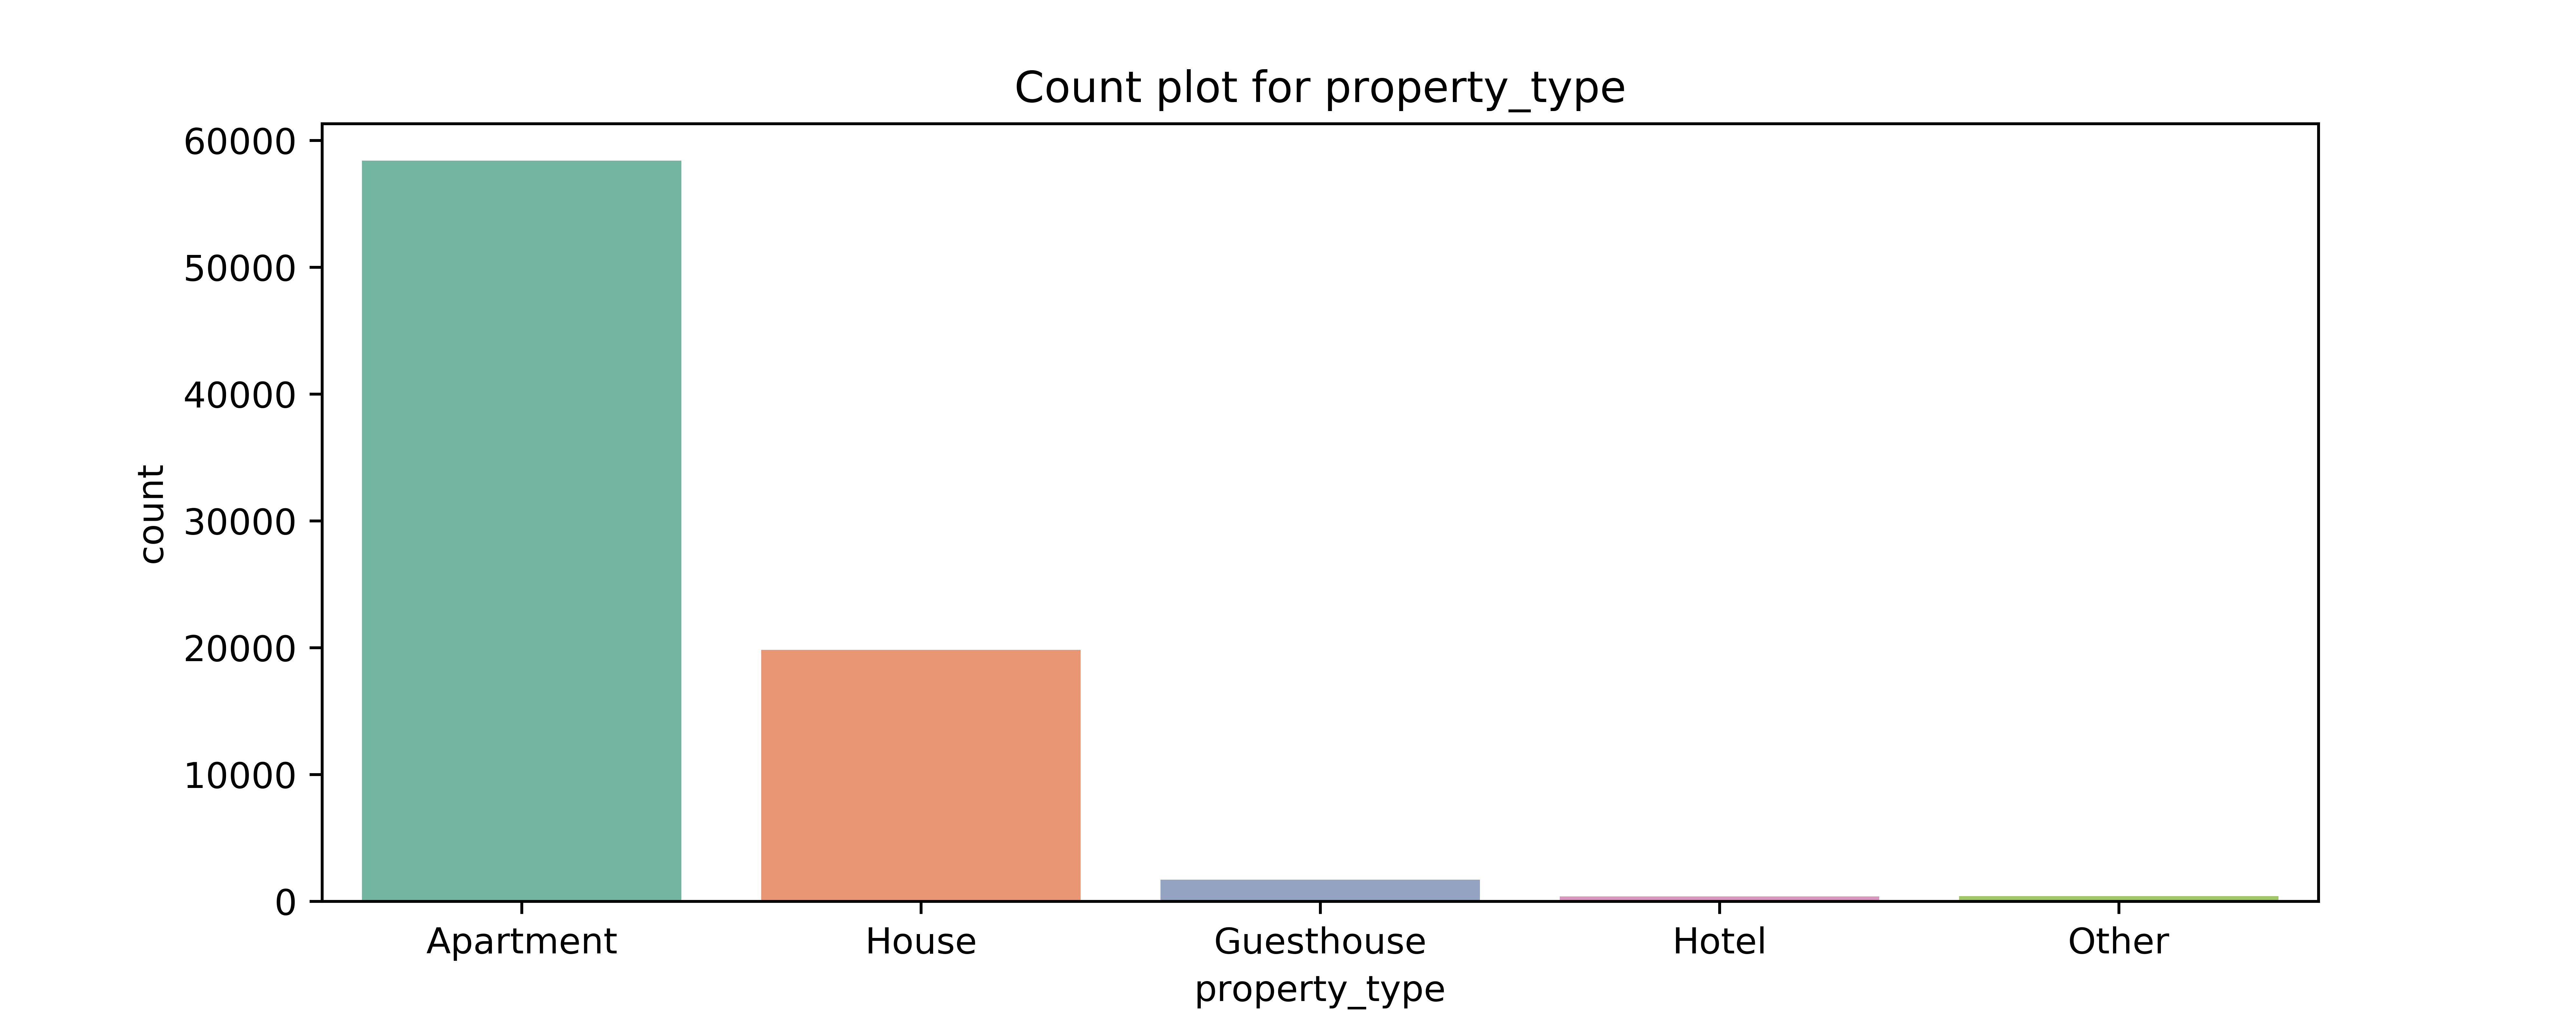 Count plot for property_type
60000
50000
40000
30000
20000
10000
0
count
Apartment House Guesthouse Hotel Other
property_type